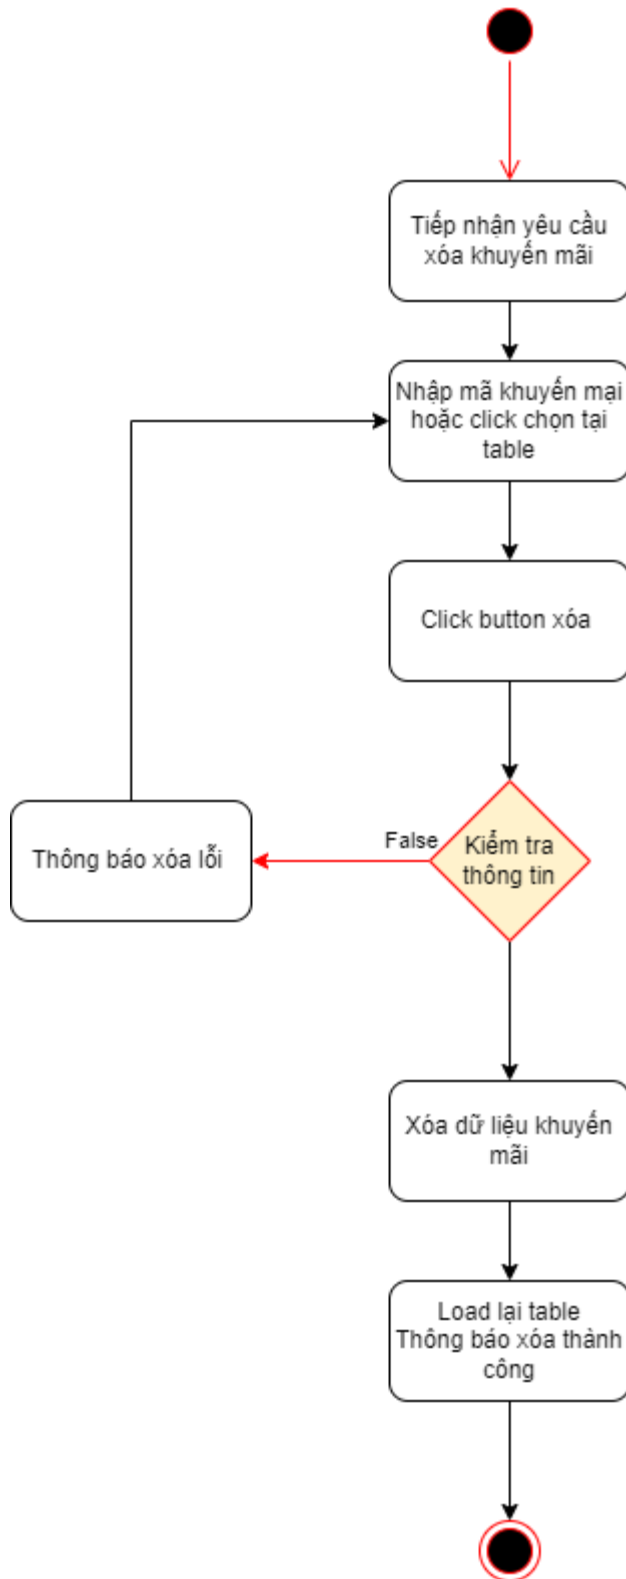 Tiếp nhận yêu cầu
xóa khuyến mãi
Nhập mã khuyến mại
hoặc click chọn tại
table
Click button xóa
False
Kiểm tra
thông tin
Thông báo xóa lỗi
Xóa dữ liệu khuyến
mãi
Load lại table
Thông báo xóa thành
công